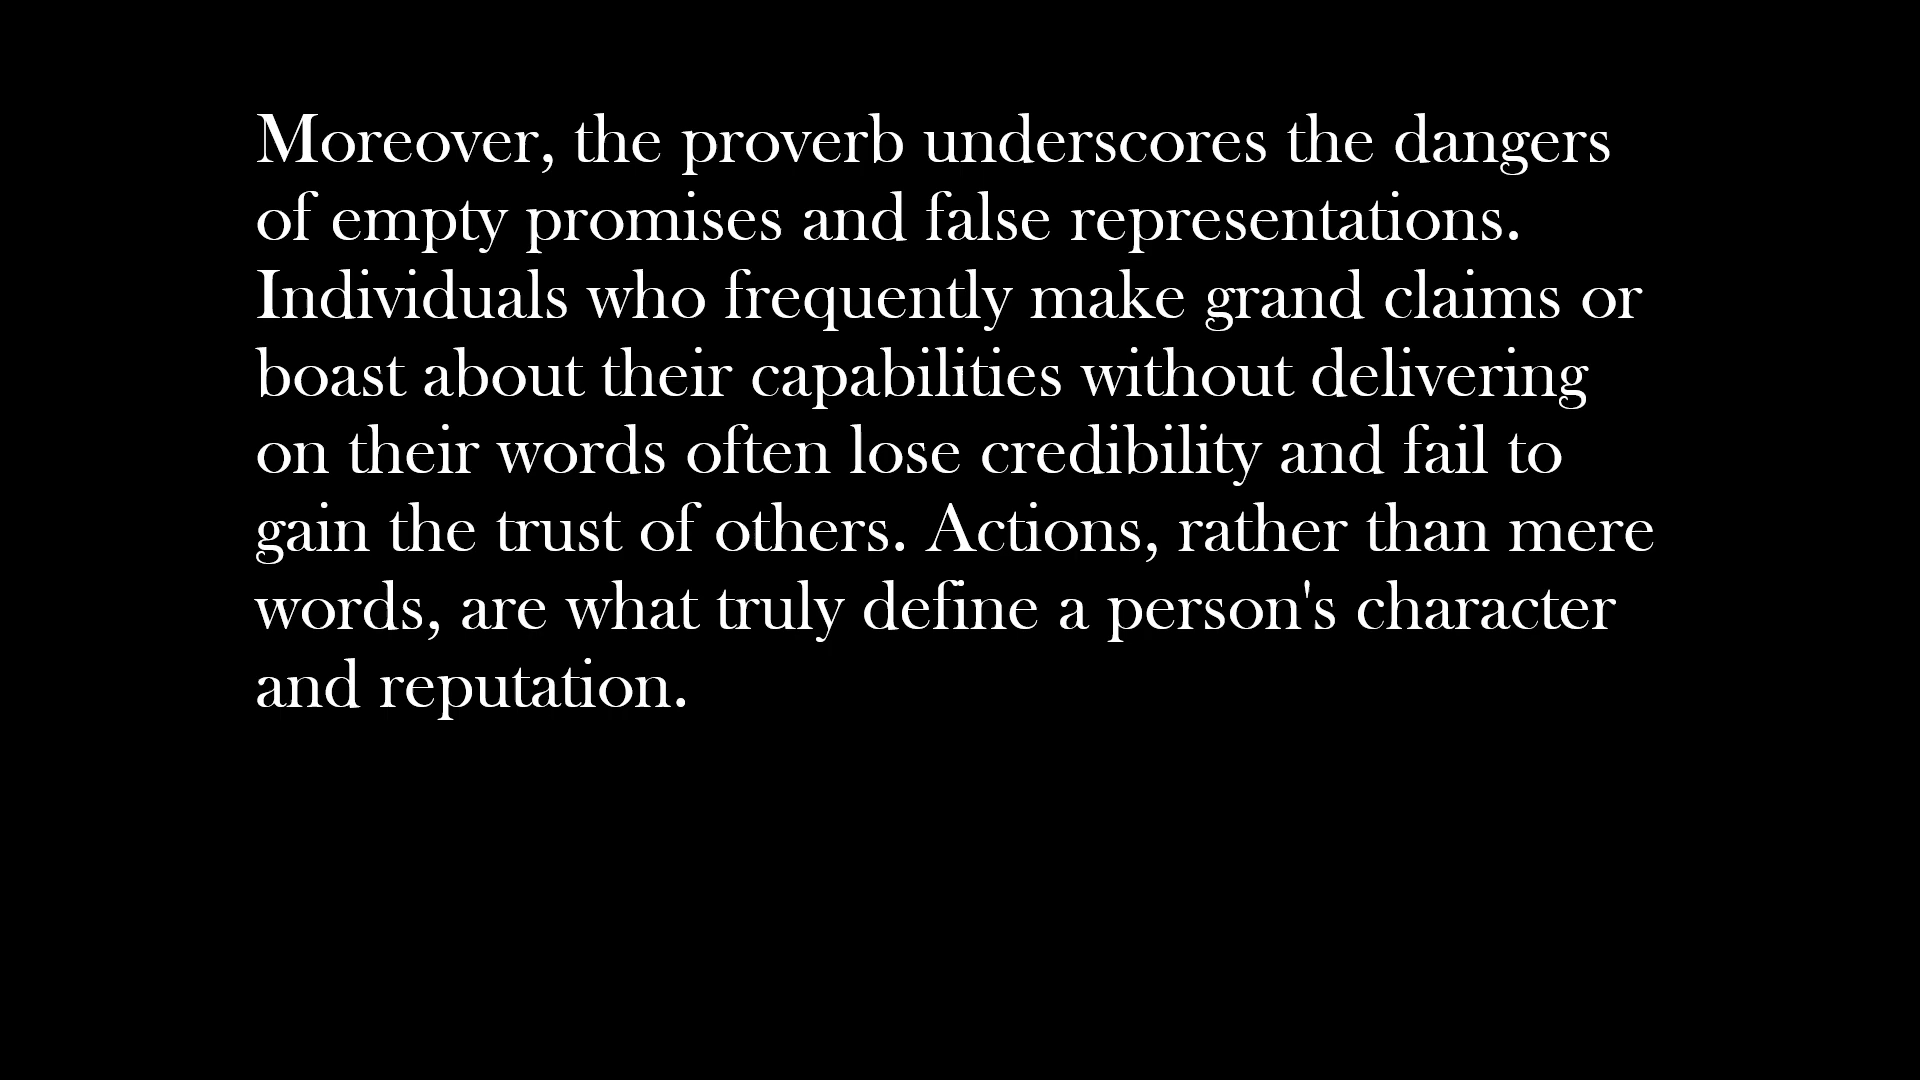 Moreover, the proverb underscores the dangers
of empty promises and false representations.
Individuals who frequently make grand claims or
boast about their capabilities without delivering
on their words often lose credibility and fail to
gain the trust of others. Actions, rather than mere
words, are what truly define a person's character
and reputation.